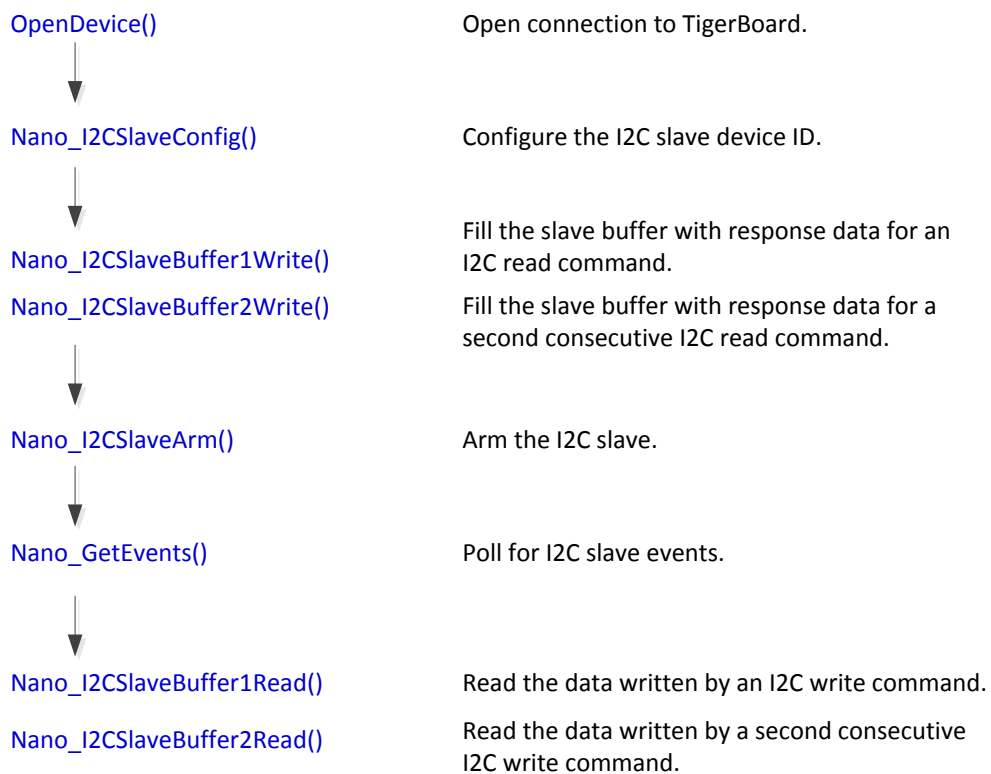 OpenDevice() Open connection to TigerBoard.
Nano_I2CSlaveConfig() Configure the I2C slave device ID.
Nano_I2CSlaveBuffer1Write() Fill the slave buffer with response data for an
I2C read command.
Nano_I2CSlaveBuffer2Write() Fill the slave buffer with response data for a
second consecutive I2C read command.
Nano_I2CSlaveArm() Arm the I2C slave.
Nano_GetEvents() Poll for I2C slave events.
Nano_I2CSlaveBuffer1Read() Read the data written by an I2C write command.
Nano_I2CSlaveBuffer2Read() Read the data written by a second consecutive
I2C write command.